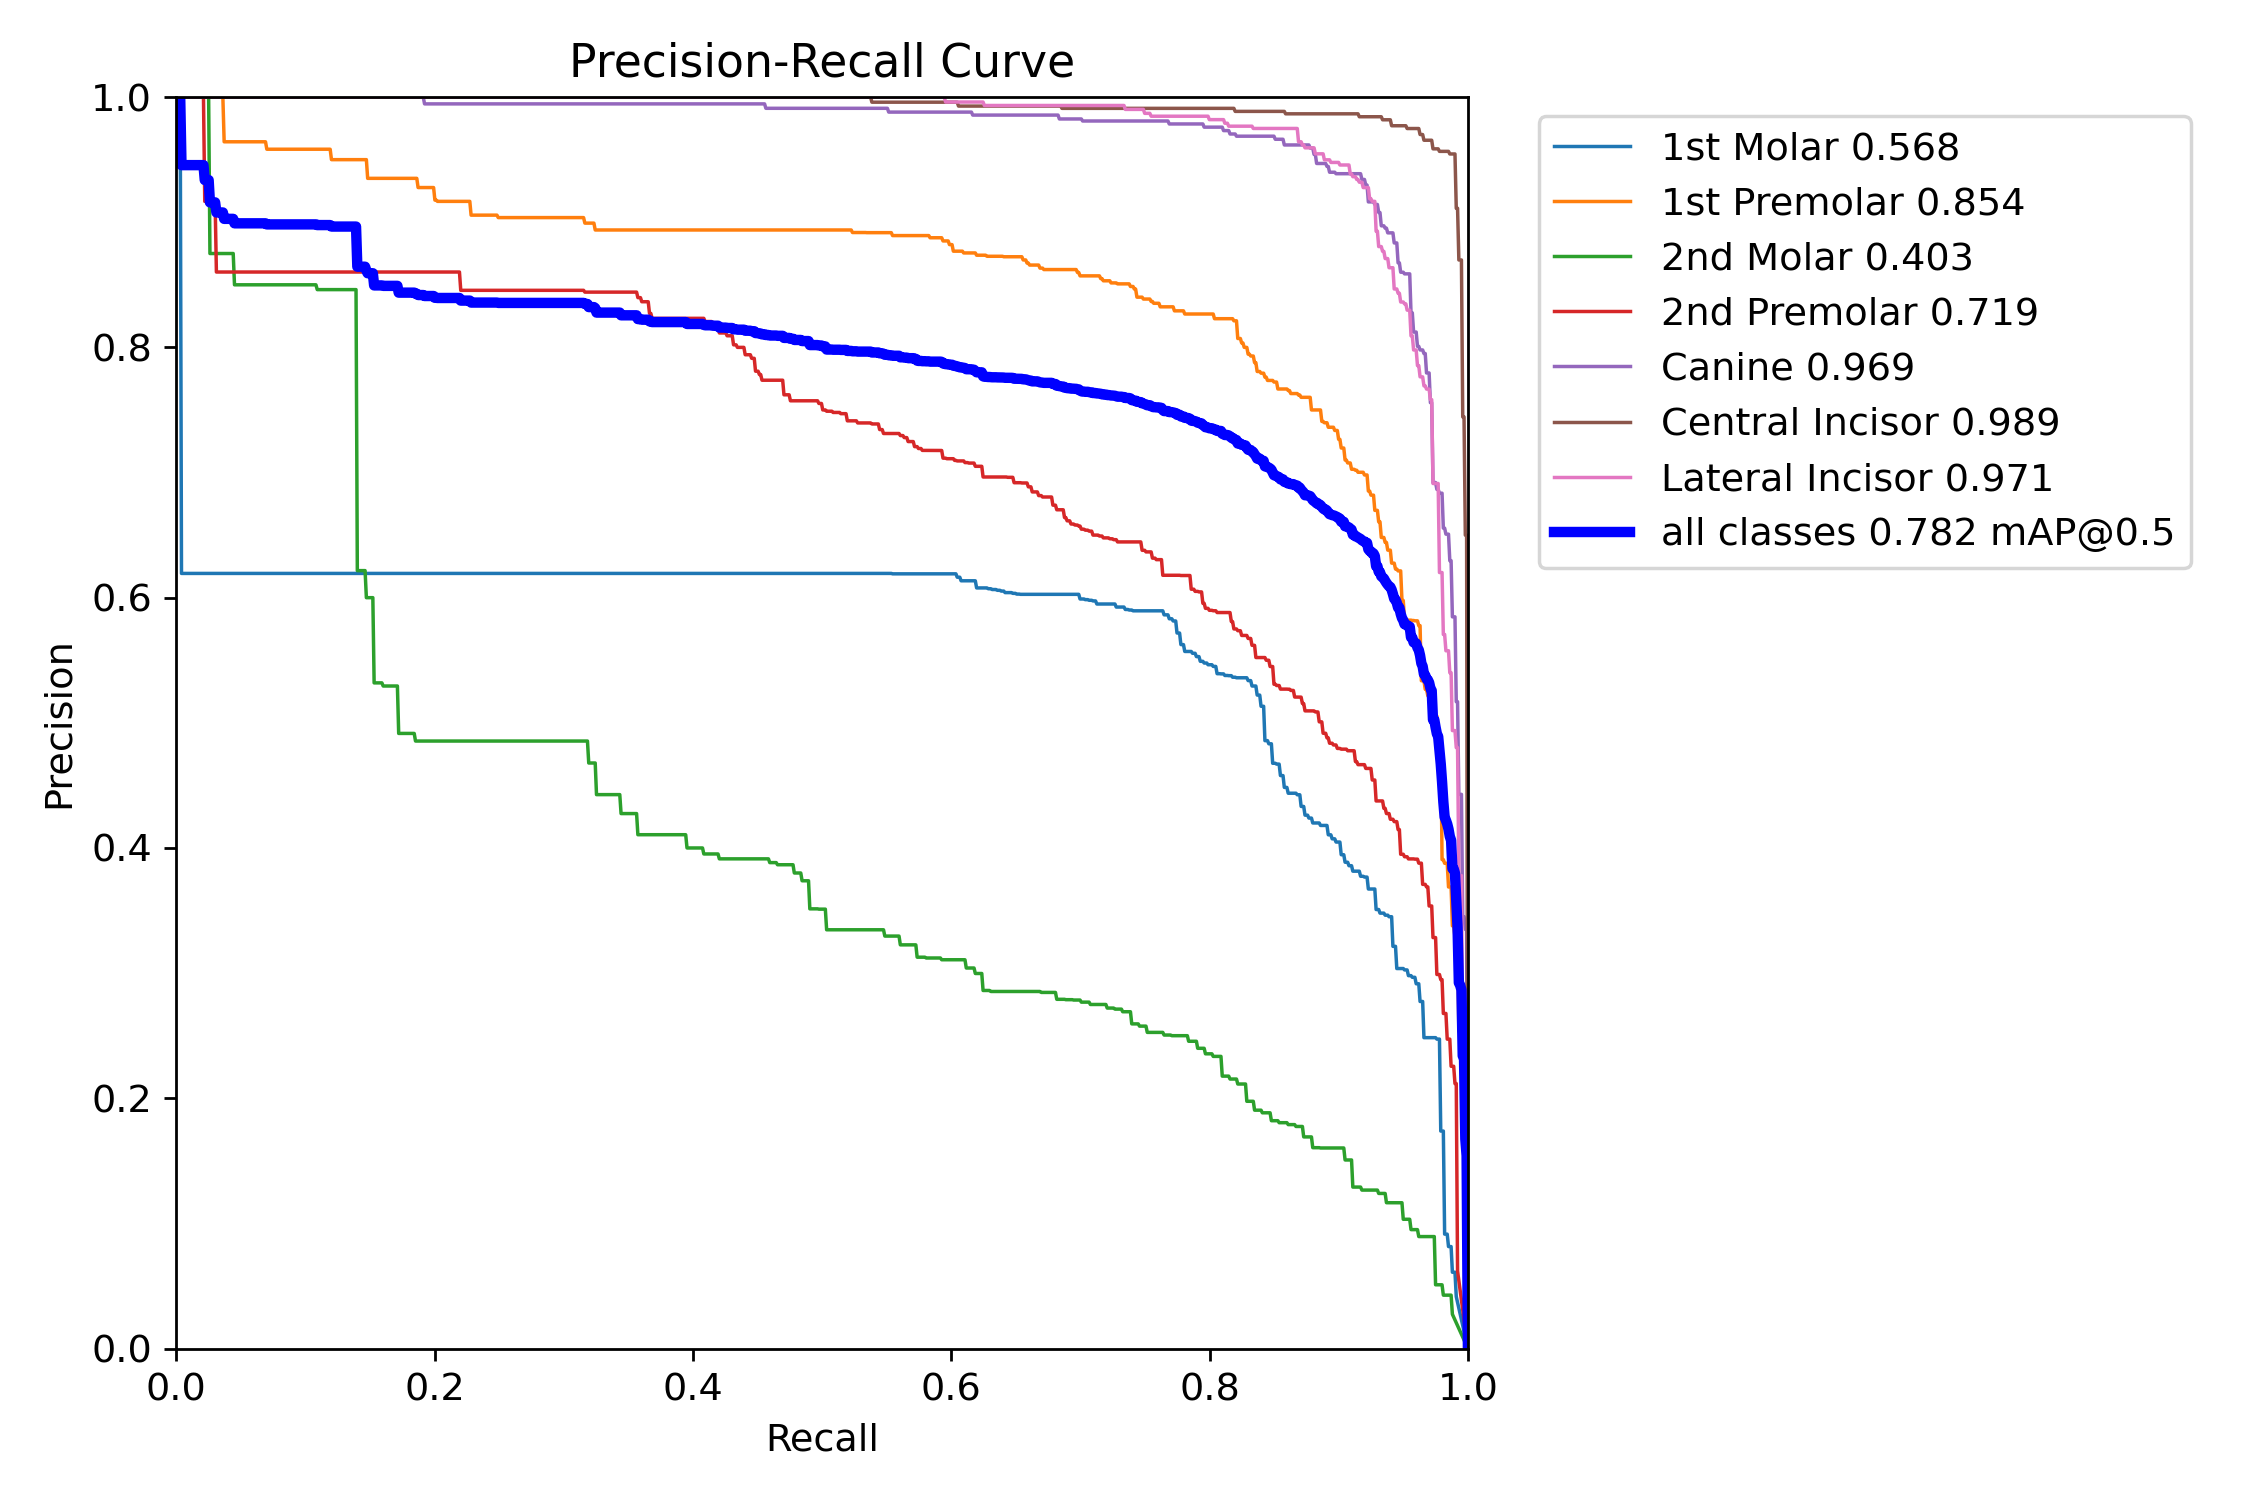 Precision-Recall Curve
1.0
0.8
0.6
0.4
0.2
0.0
Precision
0.0 0.2 0.4 0.6 0.8 1.0
Recall
1st Molar 0.568
1st Premolar 0.854
2nd Molar 0.403
2nd Premolar 0.719
Canine 0.969
Central Incisor 0.989
Lateral Incisor 0.971
all classes 0.782 mAP@0.5